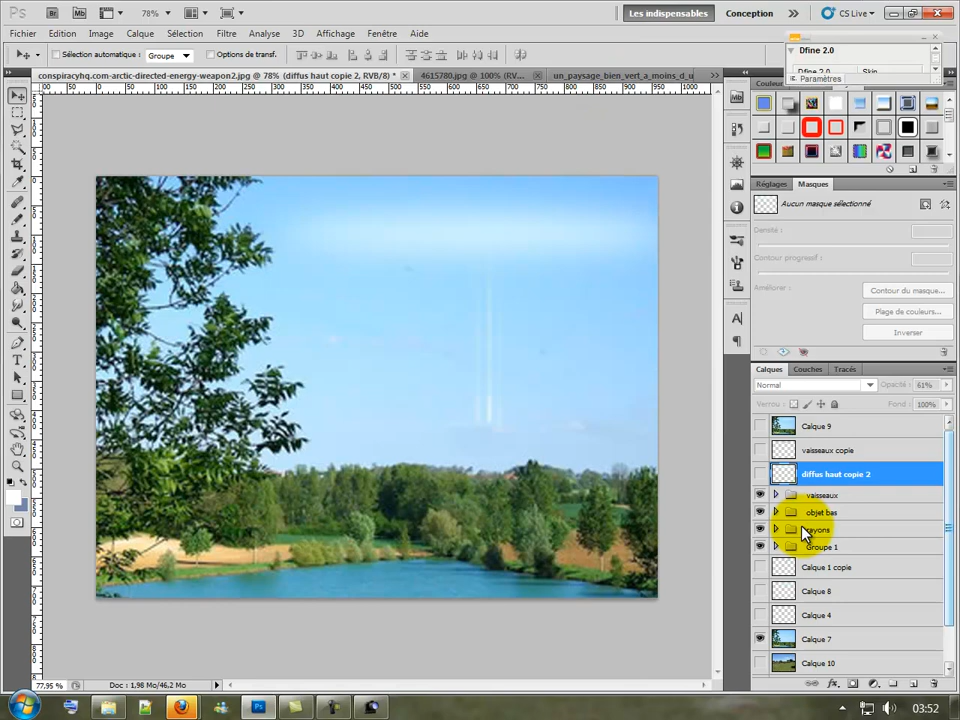 Ps Br Mb 78% Les indispensables Conception CS Live
Fichier Edition Image Calque Sélection Filtre Analyse 3D Affichage Fenêtre Aide
Sélection automatique : Groupe Options de transf.
Dfine 2.0
Dfine 2.0 Skin
Paramètres
conspiracyhq.com-arctic-directed-energy-weapon2.jpg @ 78% (diffus haut copie 2, RVB/8) * 4615780.jpg @ 100% (RV... un_paysage_bien_vert_a_moins_d_u
Couleur
Réglages Masques
Aucun masque sélectionné
Densité :
Contour progressif :
Améliorer : Contour du masque...
Plage de couleurs...
Inverser
Calques Couches Tracés
Normal Opacité : 61%
Verrou : Fond : 100%
Calque 9
vaisseaux copie
diffus haut copie 2
vaisseaux
objet bas
rayons
Groupe 1
Calque 1 copie
Calque 8
Calque 4
Calque 7
Calque 10
77,95 % Doc : 1,98 Mo/46,2 Mo
03:52